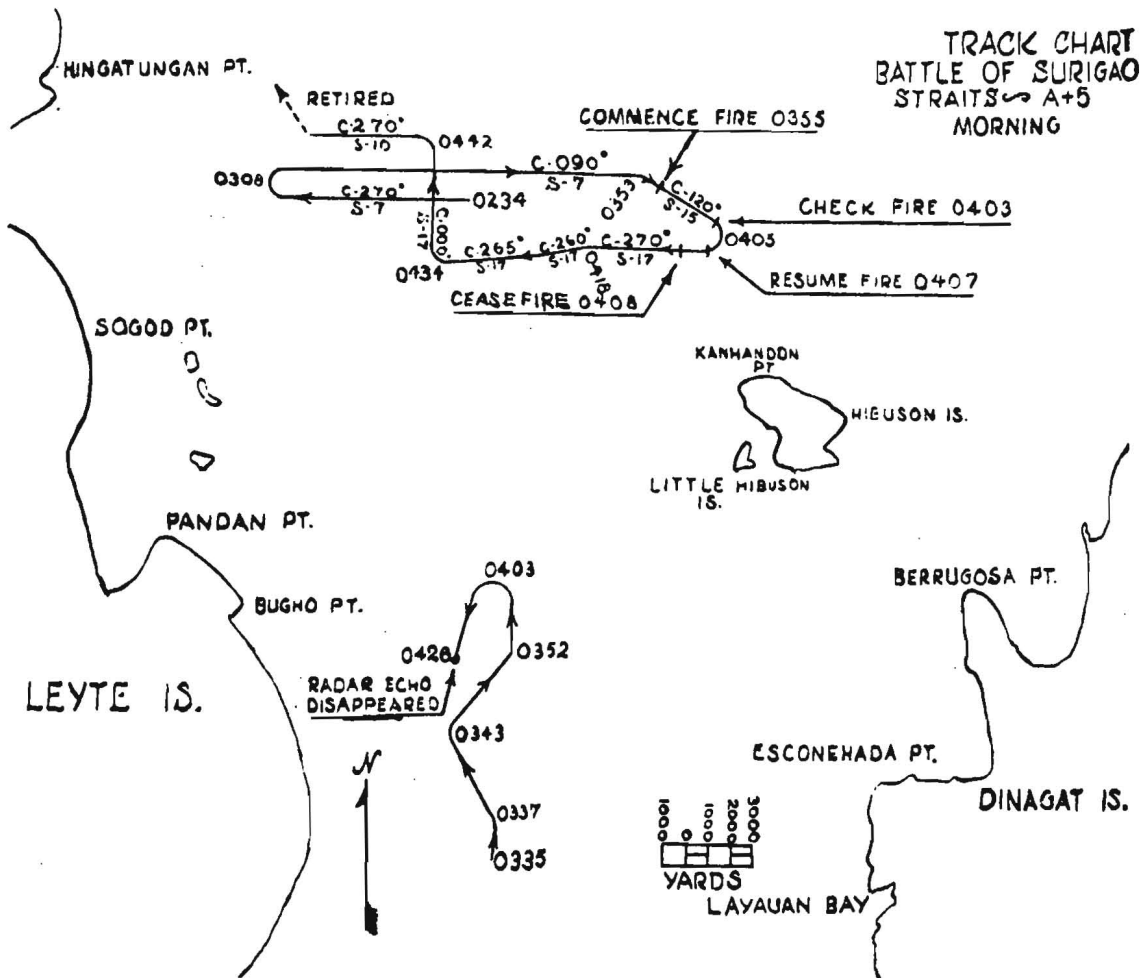 TRACK CHART
BATTLE OF SURIGAO
STRAITS A+5
MORNING
HINGATUNGAN PT.
RETIRED
C-270°
S-10
0442
COMMENCE FIRE 0355
0308
C-090°
S-7
C-270°
S-7
0234
0353
C-120°
S-15
CHECK FIRE 0403
0405
C-000°
S-17
0434
C-265°
S-17
C-260°
S-17
0418
C-270°
S-17
RESUME FIRE 0407
CEASE FIRE 0408
SOGOD PT.
KANHANDON
PT
HIBUSON IS.
LITTLE HIBUSON
IS.
PANDAN PT.
BUGHO PT.
BERRUGOSA PT.
0403
0428
0352
LEYTE IS.
RADAR ECHO
DISAPPEARED
0343
N
ESCONEHADA PT.
DINAGAT IS.
0337
0335
1000 0 1000 2000 3000
YARDS
LAYAUAN BAY